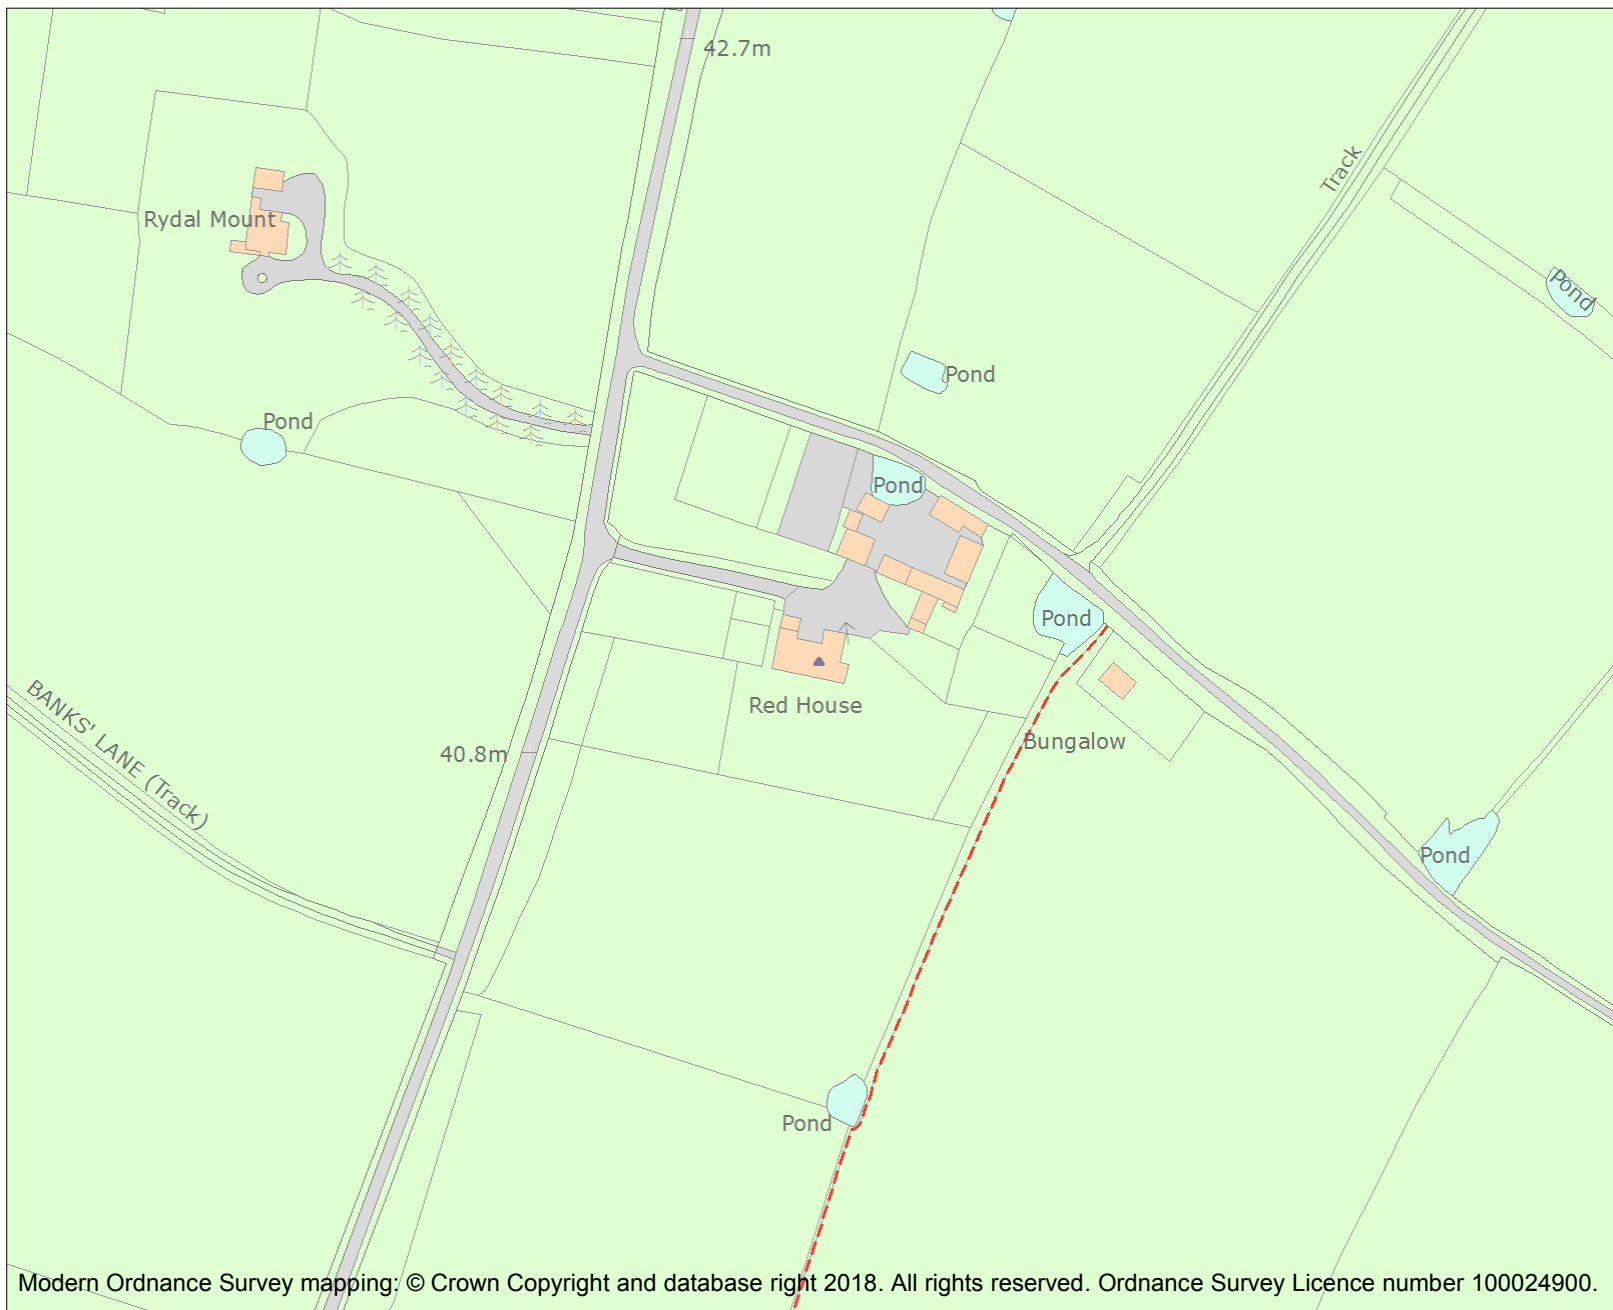 42.7m
Track
Rydal Mount
Pond
Pond
Pond
Pond
Pond
BANKS' LANE (Track)
Red House
Bungalow
40.8m
Pond
Pond
Modern Ordnance Survey mapping: © Crown Copyright and database right 2018. All rights reserved. Ordnance Survey Licence number 100024900.